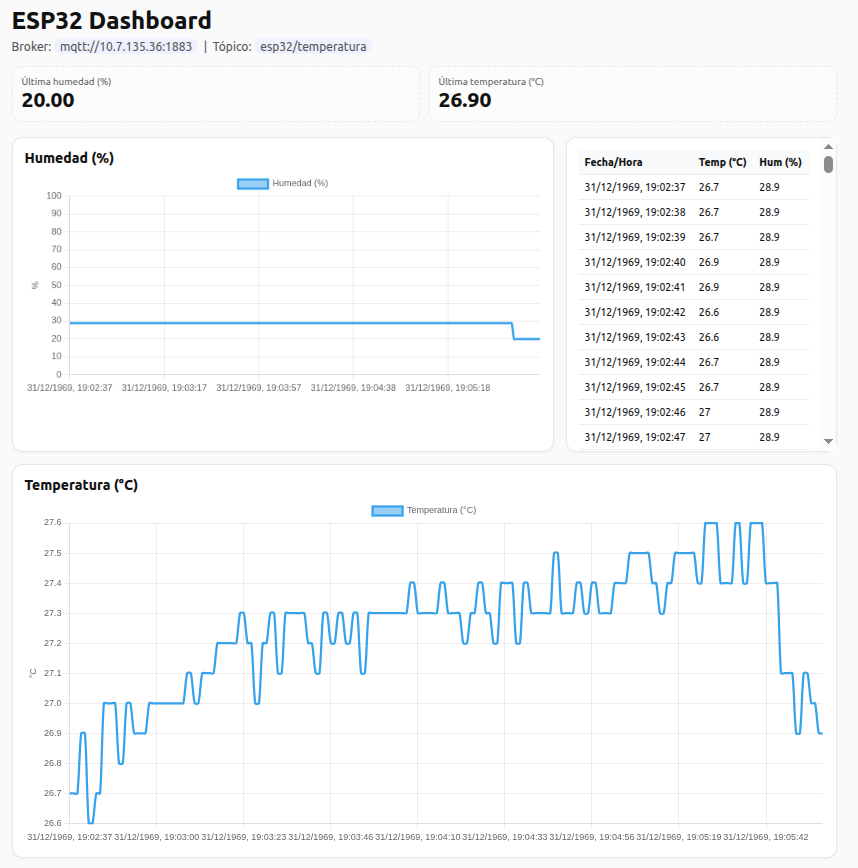 ESP32 Dashboard
Broker: mqtt://10.7.135.36:1883 | Tópico: esp32/temperatura
Última humedad (%)
20.00
Última temperatura (°C)
26.90
Humedad (%)
Humedad (%)
100
90
80
70
60
50
40
30
20
10
0
%
31/12/1969, 19:02:37 31/12/1969, 19:03:17 31/12/1969, 19:03:57 31/12/1969, 19:04:38 31/12/1969, 19:05:18
Fecha/Hora Temp (°C) Hum (%)
31/12/1969, 19:02:37 26.7 28.9
31/12/1969, 19:02:38 26.7 28.9
31/12/1969, 19:02:39 26.7 28.9
31/12/1969, 19:02:40 26.9 28.9
31/12/1969, 19:02:41 26.9 28.9
31/12/1969, 19:02:42 26.6 28.9
31/12/1969, 19:02:43 26.6 28.9
31/12/1969, 19:02:44 26.7 28.9
31/12/1969, 19:02:45 26.7 28.9
31/12/1969, 19:02:46 27 28.9
31/12/1969, 19:02:47 27 28.9
Temperatura (°C)
Temperatura (°C)
27.6
27.5
27.4
27.3
27.2
27.1
27.0
26.9
26.8
26.7
26.6
°C
31/12/1969, 19:02:37 31/12/1969, 19:03:00 31/12/1969, 19:03:23 31/12/1969, 19:03:46 31/12/1969, 19:04:10 31/12/1969, 19:04:33 31/12/1969, 19:04:56 31/12/1969, 19:05:19 31/12/1969, 19:05:42